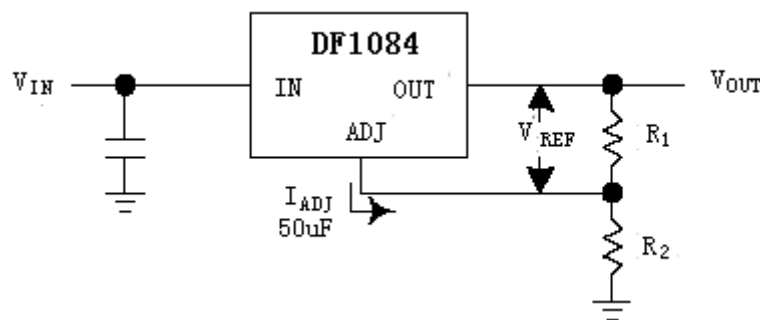 DF1084
V_IN
IN
OUT
V_OUT
ADJ
V_REF
R_1
I_ADJ
50uF
R_2